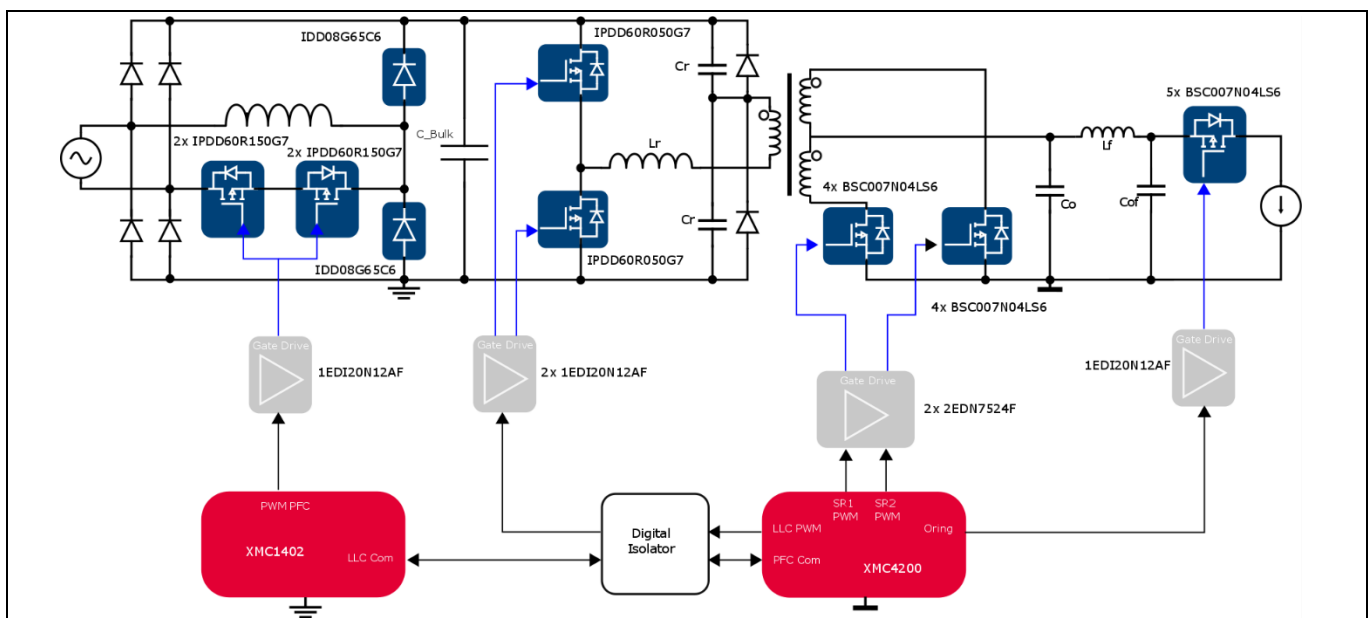 IDD08G65C6
IPDD60R050G7
2x IPDD60R150G7
2x IPDD60R150G7
C_Bulk
Lr
Cr
Cr
IDD08G65C6
IPDD60R050G7
4x BSC007N04LS6
4x BSC007N04LS6
Co
Lf
Cof
5x BSC007N04LS6
Gate Drive
1EDI20N12AF
Gate Drive
2x 1EDI20N12AF
Gate Drive
2x 2EDN7524F
Gate Drive
1EDI20N12AF
PWM PFC
XMC1402
LLC Com
Digital
Isolator
SR1
PWM
SR2
PWM
LLC PWM
Oring
PFC Com
XMC4200